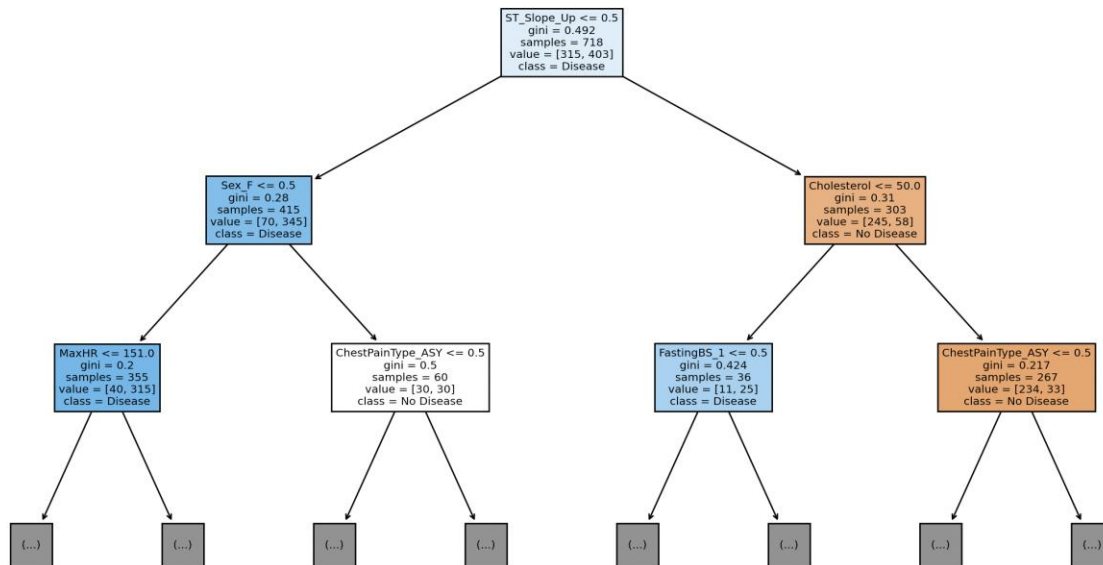 ST_Slope_Up <= 0.5
gini = 0.492
samples = 718
value = [315, 403]
class = Disease
Sex_F <= 0.5
gini = 0.28
samples = 415
value = [70, 345]
class = Disease
Cholesterol <= 50.0
gini = 0.31
samples = 303
value = [245, 58]
class = No Disease
MaxHR <= 151.0
gini = 0.2
samples = 355
value = [40, 315]
class = Disease
ChestPainType_ASY <= 0.5
gini = 0.5
samples = 60
value = [30, 30]
class = No Disease
FastingBS_1 <= 0.5
gini = 0.424
samples = 36
value = [11, 25]
class = Disease
ChestPainType_ASY <= 0.5
gini = 0.217
samples = 267
value = [234, 33]
class = No Disease
(...)
(...)
(...)
(...)
(...)
(...)
(...)
(...)